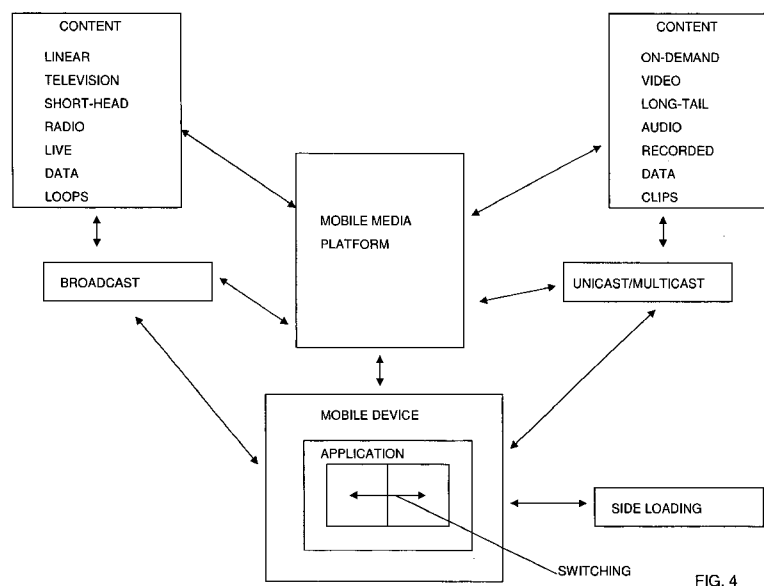 CONTENT
LINEAR
TELEVISION
SHORT-HEAD
RADIO
LIVE
DATA
LOOPS
CONTENT
ON-DEMAND
VIDEO
LONG-TAIL
AUDIO
RECORDED
DATA
CLIPS
MOBILE MEDIA
PLATFORM
BROADCAST
UNICAST/MULTICAST
MOBILE DEVICE
APPLICATION
SIDE LOADING
SWITCHING
FIG. 4